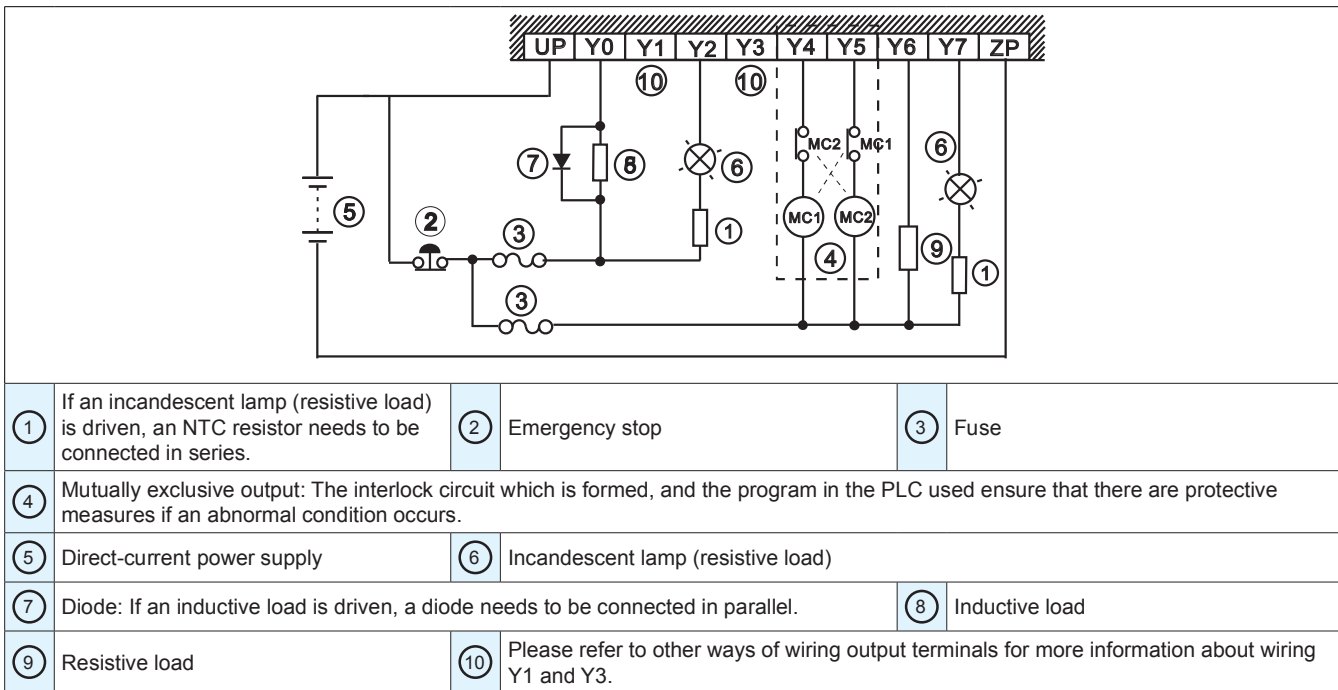 UP Y0 Y1 Y2 Y3 Y4 Y5 Y6 Y7 ZP
10 10
MC2 MC1
7 8 6 6
5 2 3 MC1 MC2 1 9
4 1
3
1 If an incandescent lamp (resistive load)
is driven, an NTC resistor needs to be
connected in series.
2 Emergency stop
3 Fuse
4 Mutually exclusive output: The interlock circuit which is formed, and the program in the PLC used ensure that there are protective
measures if an abnormal condition occurs.
5 Direct-current power supply
6 Incandescent lamp (resistive load)
7 Diode: If an inductive load is driven, a diode needs to be connected in parallel.
8 Inductive load
9 Resistive load
10 Please refer to other ways of wiring output terminals for more information about wiring
Y1 and Y3.